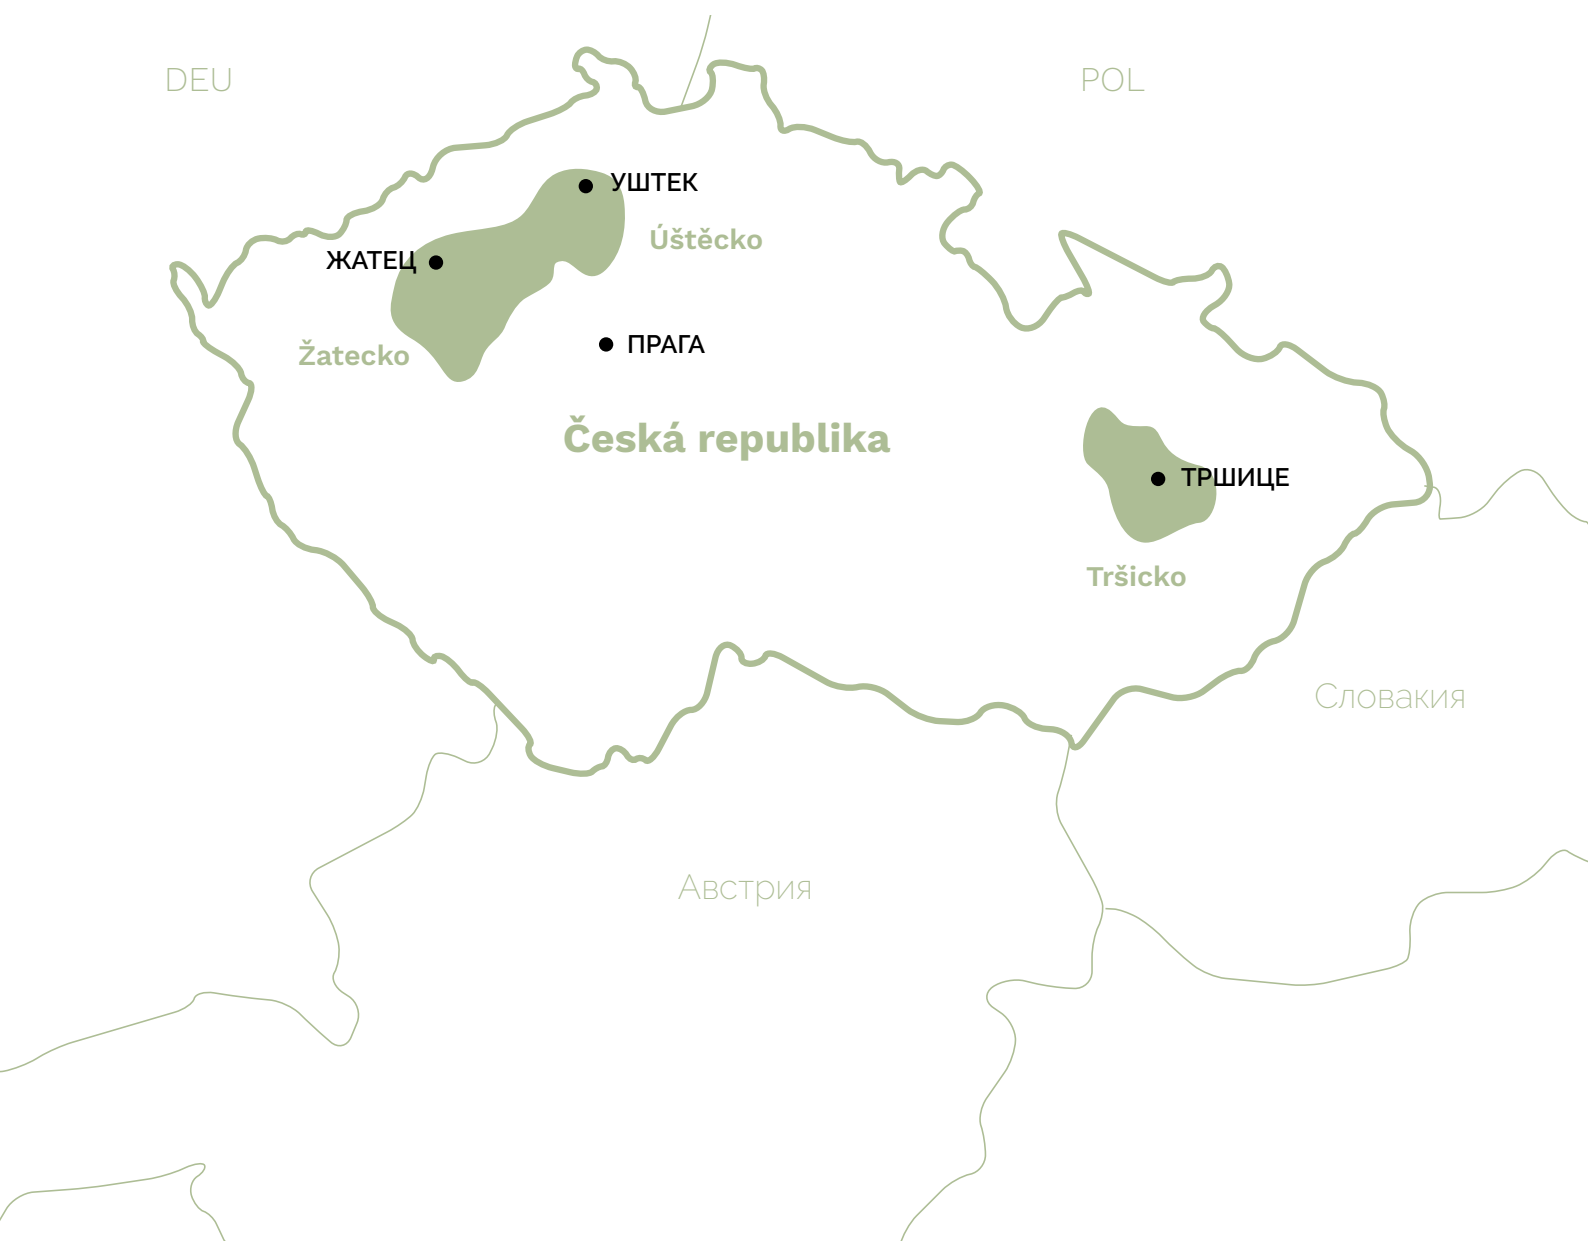 DEU
POL
УШТЕК
Úštěcko
ЖАТЕЦ
ПРАГА
Žatecko
Česká republika
ТРШИЦЕ
Tršicko
Словакия
Австрия